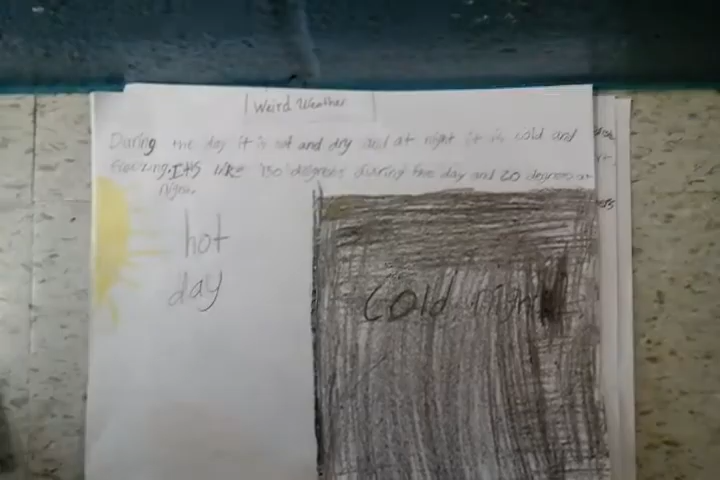 Weird Weather
During the day it is hot and dry and at night it is cold and
freezing. It's like 130 degrees during the day and 20 degrees at
night.
hot
day
cold night